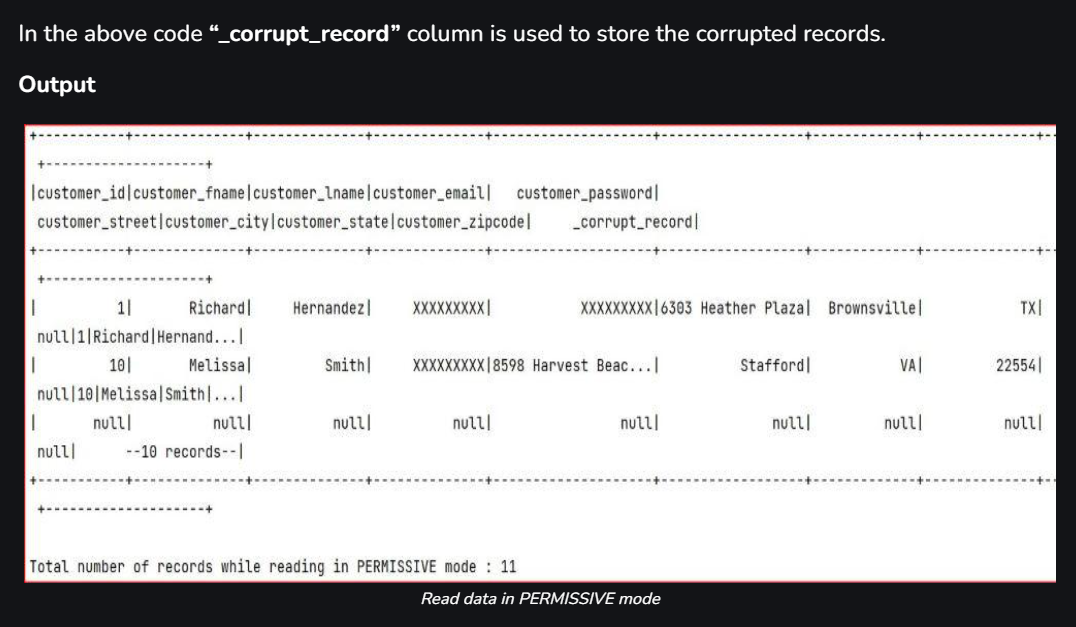 In the above code “_corrupt_record” column is used to store the corrupted records.
Output
+-----------+--------------+--------------+--------------+--------------------+------------------+-------------+--------------+--
+--------------------+
|customer_id|customer_fname|customer_lname|customer_email|   customer_password|
customer_street|customer_city|customer_state|customer_zipcode|     _corrupt_record|
+-----------+--------------+--------------+--------------+--------------------+------------------+-------------+--------------+--
+--------------------+
|          1|       Richard|     Hernandez|     XXXXXXXXX|           XXXXXXXXX|6303 Heather Plaza|  Brownsville|            TX|
null|1|Richard|Hernand...|
|         10|       Melissa|         Smith|     XXXXXXXXX|8598 Harvest Beac...|          Stafford|           VA|         22554|
null|10|Melissa|Smith|...|
|       null|          null|          null|          null|                null|              null|         null|          null|
null|      --10 records--|
+-----------+--------------+--------------+--------------+--------------------+------------------+-------------+--------------+--
+--------------------+
Total number of records while reading in PERMISSIVE mode : 11
Read data in PERMISSIVE mode